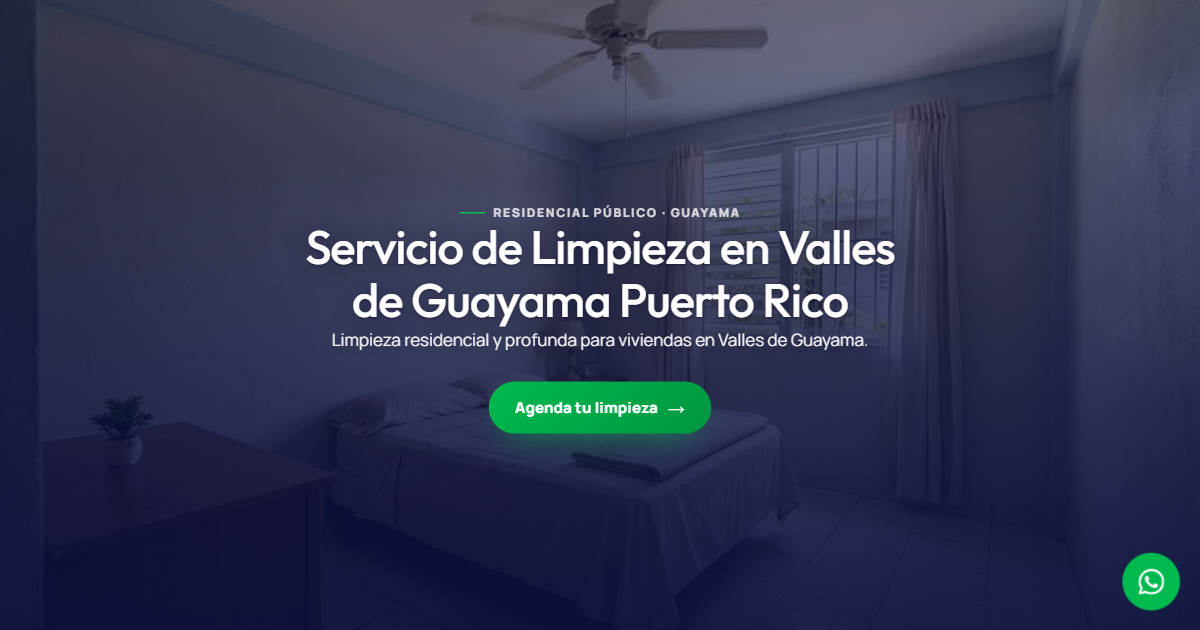 RESIDENCIAL PÚBLICO · GUAYAMA
Servicio de Limpieza en Valles
de Guayama Puerto Rico
Limpieza residencial y profunda para viviendas en Valles de Guayama.
Agenda tu limpieza →